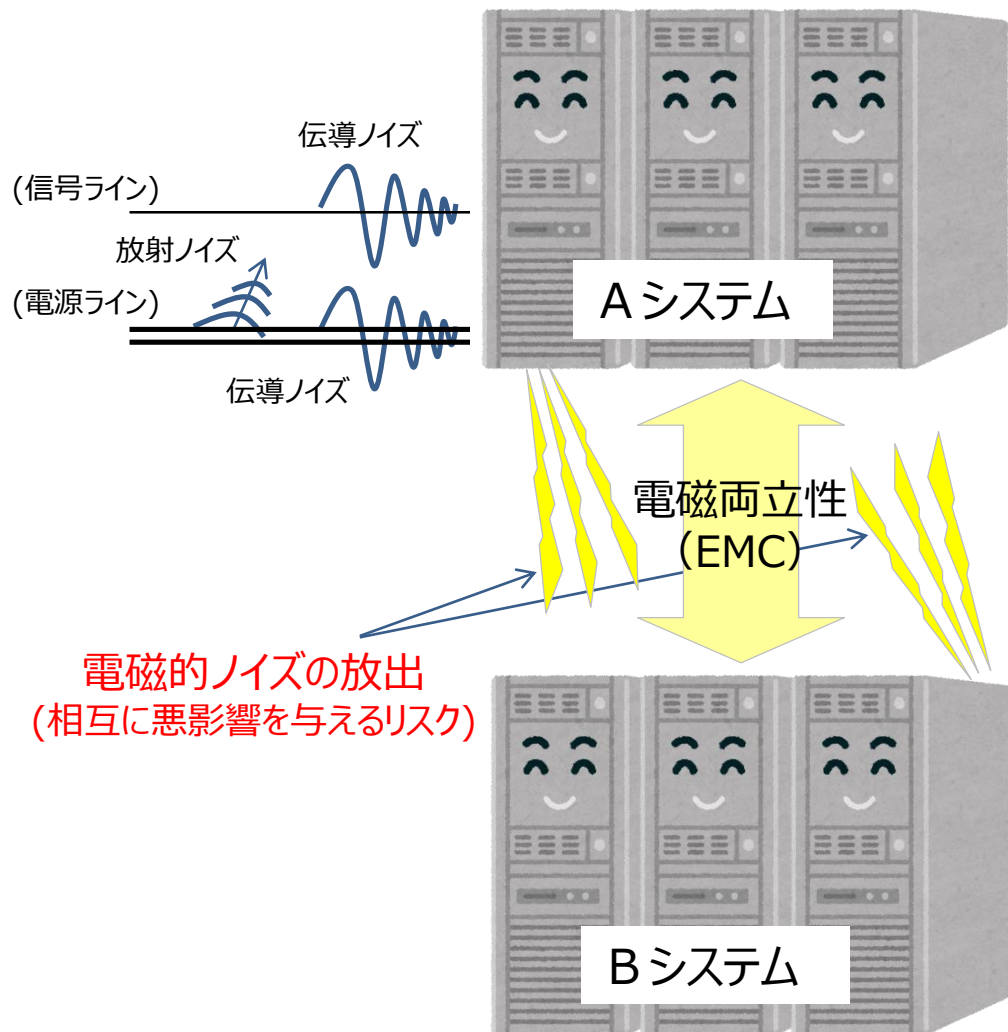 伝導ノイズ
(信号ライン)
放射ノイズ
(電源ライン)
伝導ノイズ
Aシステム
電磁両立性
（EMC）
電磁的ノイズの放出
(相互に悪影響を与えるリスク)
Bシステム